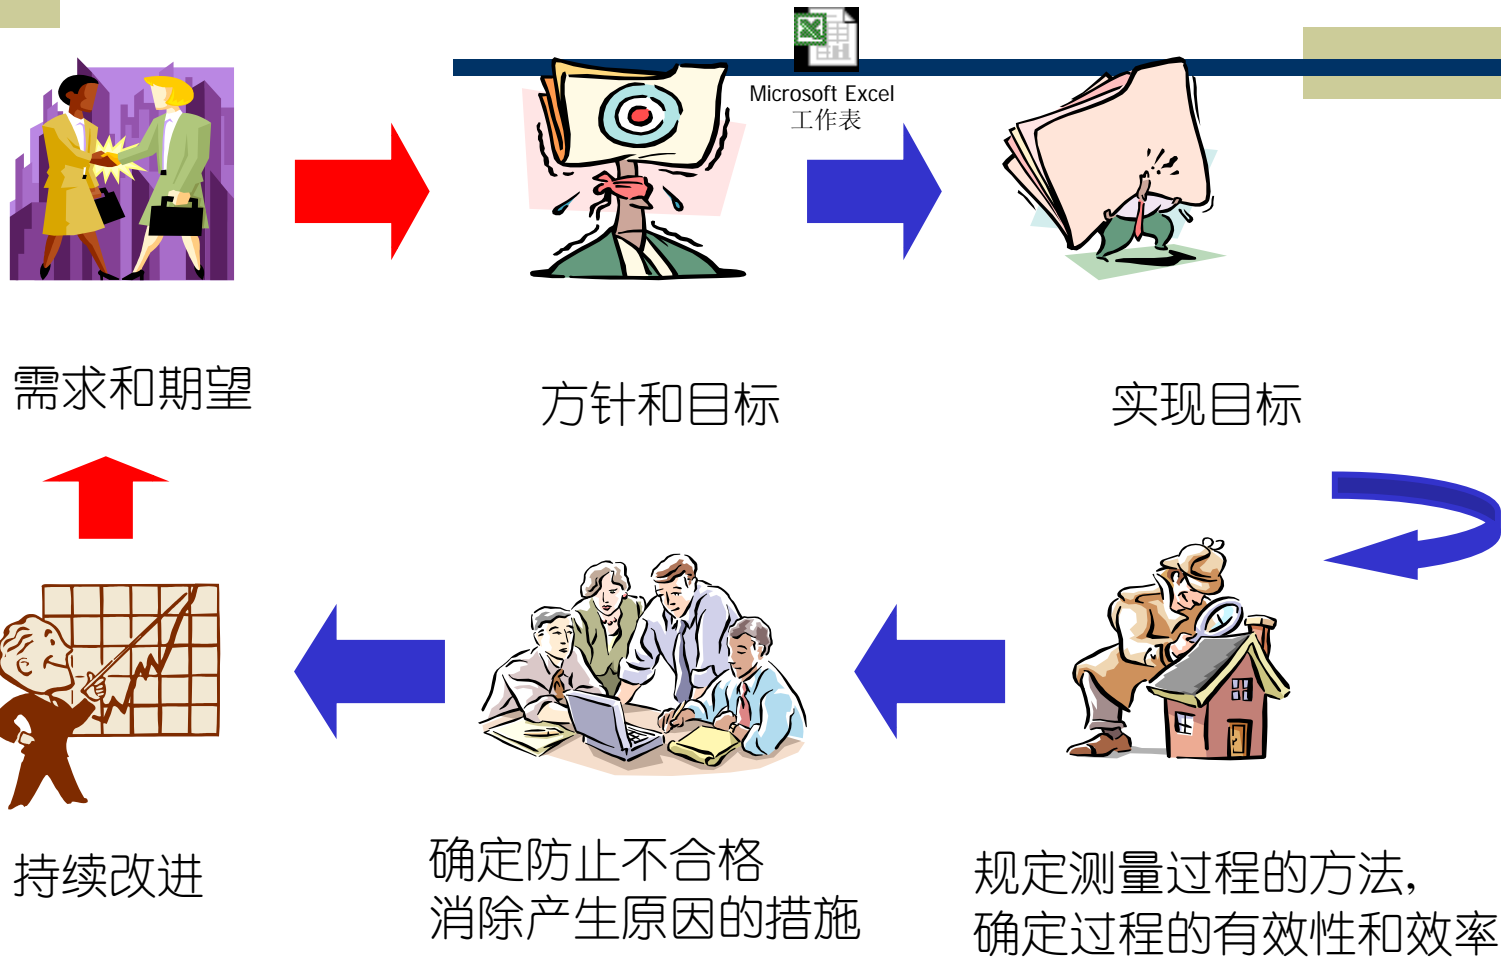 Microsoft Excel
工作表
需求和期望
方针和目标
实现目标
持续改进
确定防止不合格
消除产生原因的措施
规定测量过程的方法,
确定过程的有效性和效率